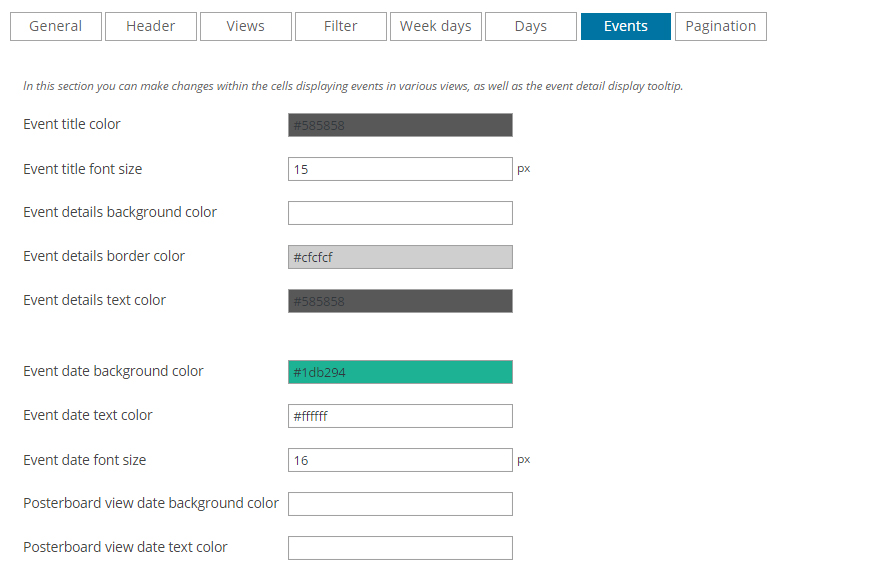 General Header Views Filter Week days Days Events Pagination
In this section you can make changes within the cells displaying events in various views, as well as the event detail display tooltip.
Event title color #585858
Event title font size 15 px
Event details background color
Event details border color #cfcfcf
Event details text color #585858
Event date background color #1db294
Event date text color #ffffff
Event date font size 16 px
Posterboard view date background color
Posterboard view date text color